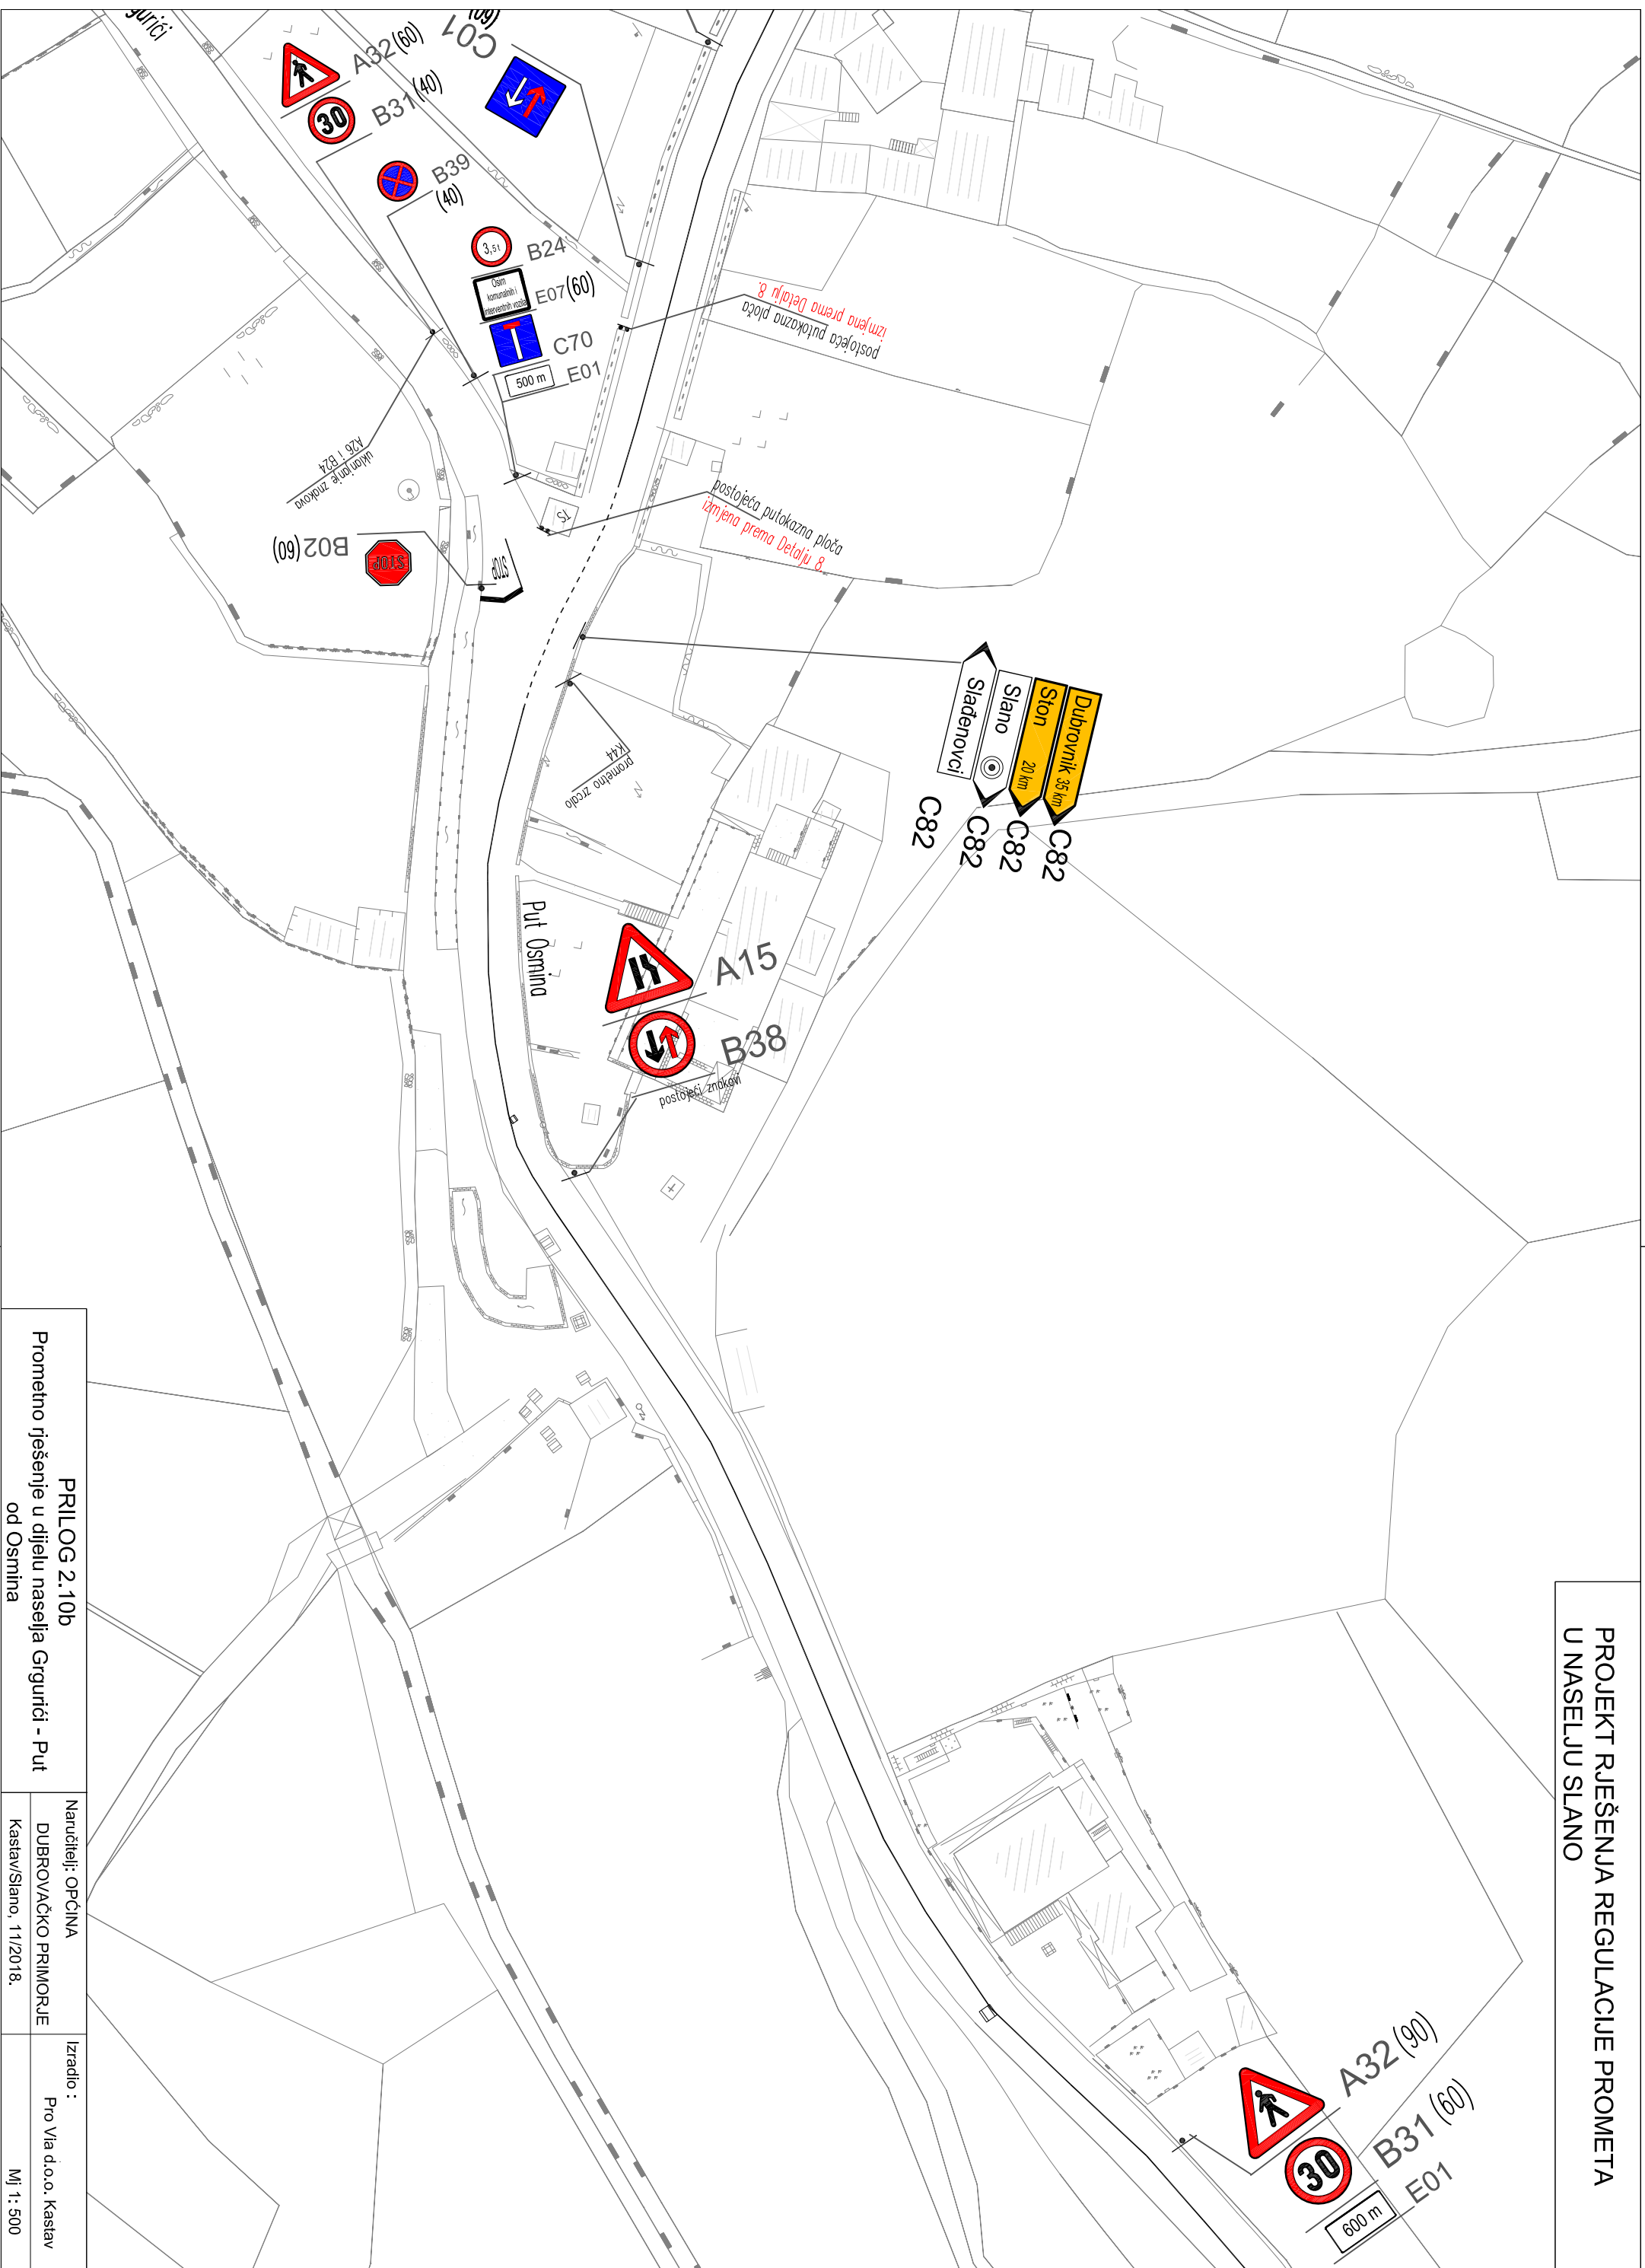 PROJEKT RJEŠENJA REGULACIJE PROMETA
U NASELJU SLANO
A32 (60)
30
B31 (40)
C01
(60)
B39
(40)
3,5 t
B24
Osim
komunalnih i
interventnih vozila
E07 (60)
C70
500 m
E01
postojeća putokazna ploča
izmjena prema Detalju 8.
uklanjanje znakova
A26 i B24
TS
postojeća putokazna ploča
izmjena prema Detalju 8.
STOP
B02 (60)
STOP
Dubrovnik 35 km
Ston 20 km
Slano
Slađenovci
C82
C82
C82
C82
prometno zrcalo
K44
Put Osmina
A15
B38
postojeći znakovi
A32 (90)
30
B31 (60)
600 m
E01
PRILOG 2.10b
Prometno rješenje u dijelu naselja Grgurići - Put
od Osmina
Naručitelj: OPĆINA
DUBROVAČKO PRIMORJE
Kastav/Slano, 11/2018.
Izradio :
Pro Via d.o.o. Kastav
Mj 1: 500